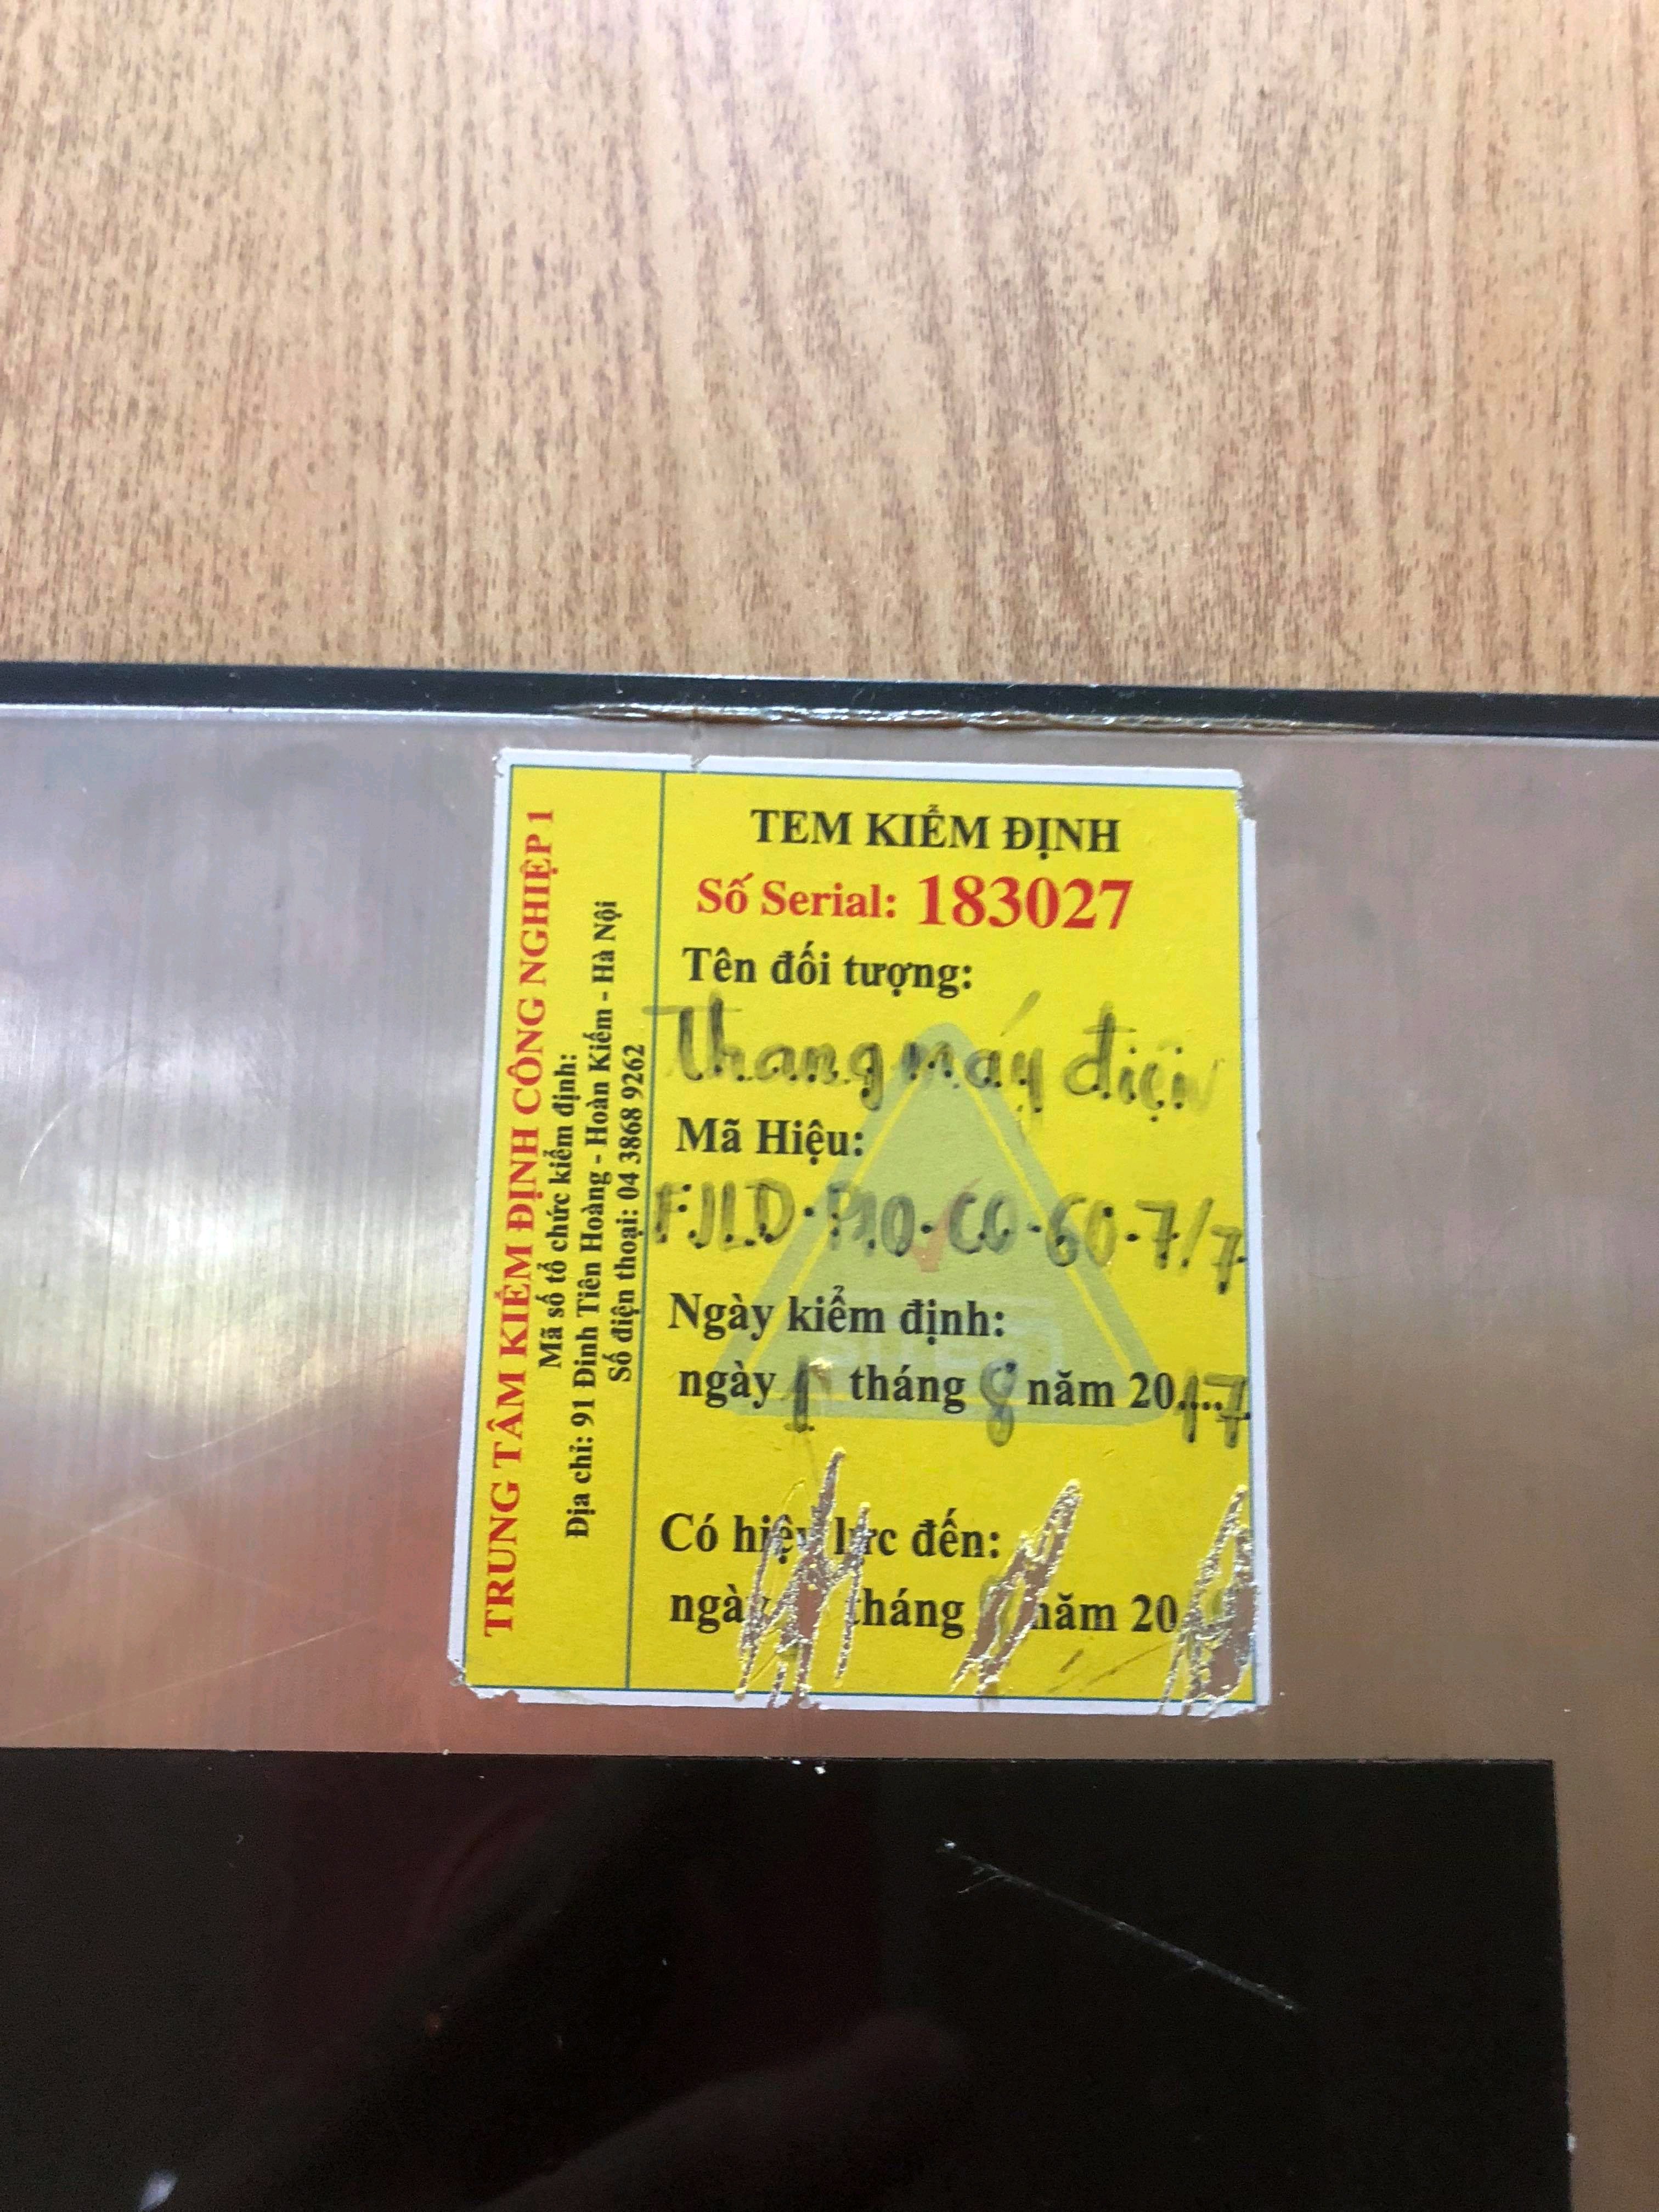 TRUNG TÂM KIỂM ĐỊNH CÔNG NGHIỆP 1
Mã số tổ chức kiểm định:
Địa chỉ: 91 Đinh Tiên Hoàng - Hoàn Kiếm - Hà Nội
Số điện thoại: 04 3868 9262
TEM KIỂM ĐỊNH
Số Serial: 183027
Tên đối tượng:
Thang máy điện
Mã Hiệu:
FJLD-P10-CO-60-7/7
Ngày kiểm định:
ngày 1 tháng 8 năm 2017
Có hiệu lực đến:
ngày tháng năm 20